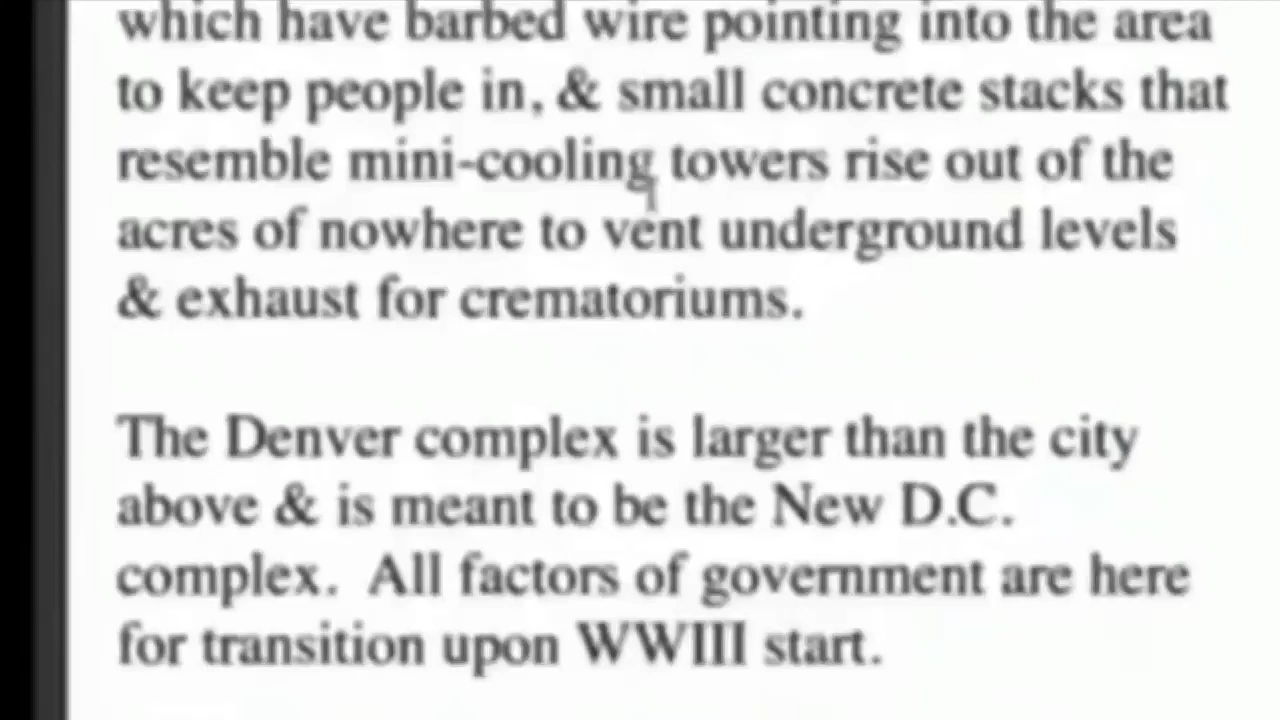 which have barbed wire pointing into the area
to keep people in, & small concrete stacks that
resemble mini-cooling towers rise out of the
acres of nowhere to vent underground levels
& exhaust for crematoriums.
The Denver complex is larger than the city
above & is meant to be the New D.C.
complex.  All factors of government are here
for transition upon WWIII start.